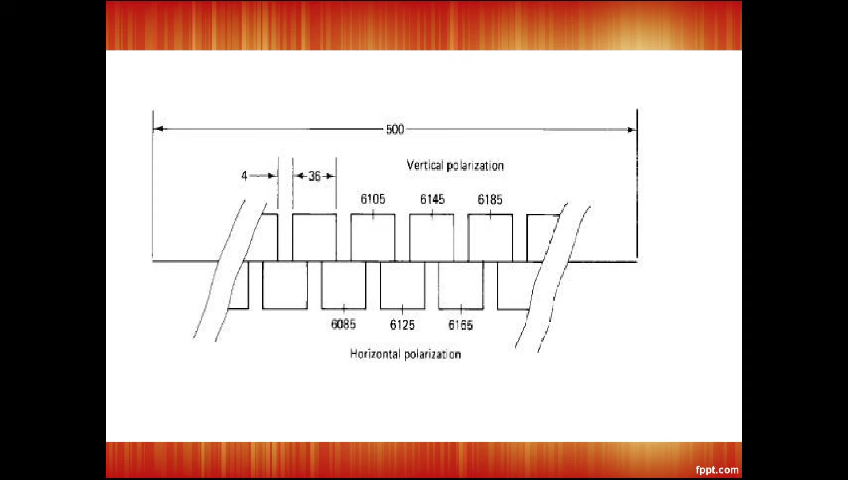 500
Vertical polarization
4 36
6105 6145 6185
6085 6125 6165
Horizontal polarization
fppt.com